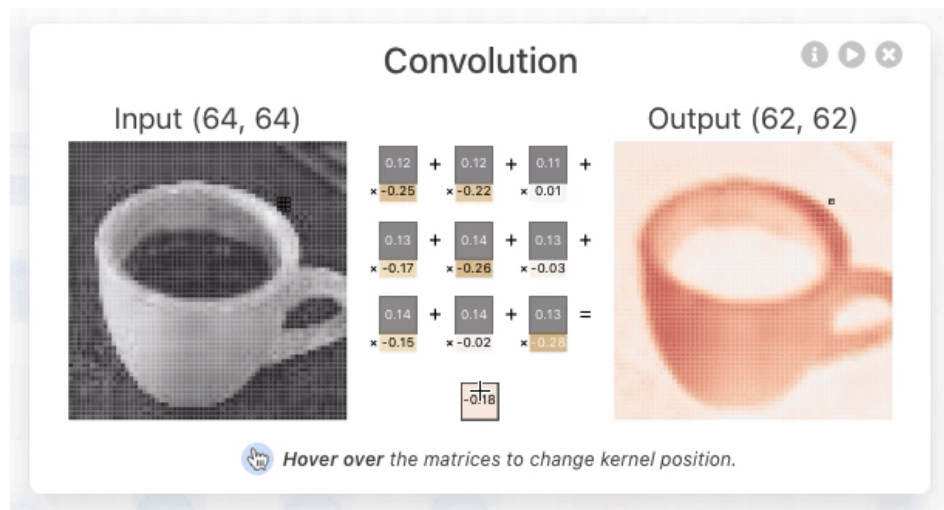 Convolution
Input (64, 64)
Output (62, 62)
0.12 + 0.12 + 0.11 +
× -0.25 × -0.22 × 0.01
0.13 + 0.14 + 0.13 +
× -0.17 × -0.26 × -0.03
0.14 + 0.14 + 0.13 =
× -0.15 × -0.02 × -0.28
-0.18
Hover over the matrices to change kernel position.